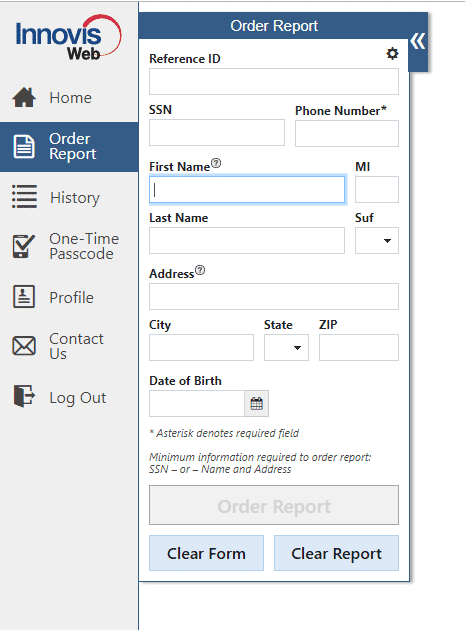 Innovis
Web
Home
Order
Report
History
One-Time
Passcode
Profile
Contact
Us
Log Out
Order Report
Reference ID
SSN
Phone Number*
First Name?
MI
Last Name
Suf
Address?
City
State
ZIP
Date of Birth
* Asterisk denotes required field
Minimum information required to order report:
SSN – or – Name and Address
Order Report
Clear Form
Clear Report